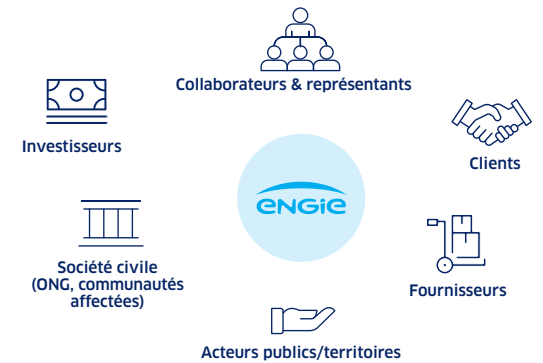 Collaborateurs & représentants
Investisseurs
Clients
ENGIE
Société civile
(ONG, communautés
affectées)
Fournisseurs
Acteurs publics/territoires